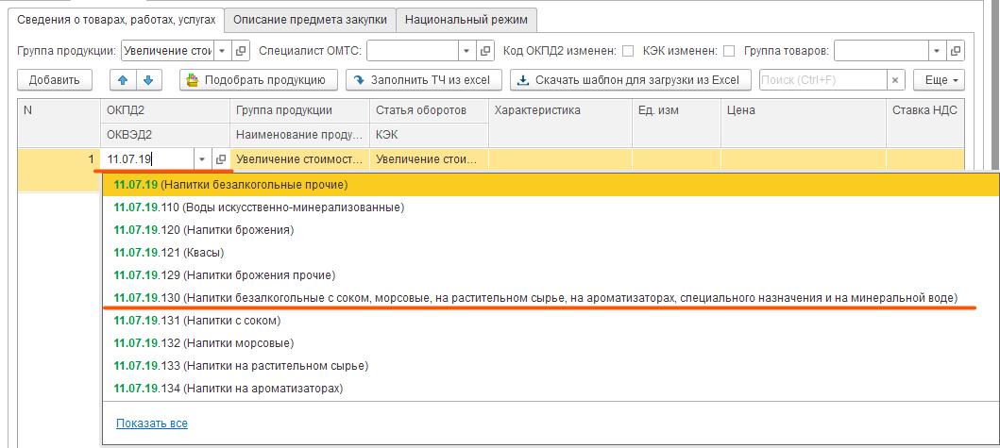 Сведения о товарах, работах, услугах Описание предмета закупки Национальный режим
Группа продукции: Увеличение стои Специалист ОМТС: Код ОКПД2 изменен: КЭК изменен: Группа товаров:
Добавить Подобрать продукцию Заполнить ТЧ из excel Скачать шаблон для загрузки из Excel Поиск (Ctrl+F) × Еще
N ОКПД2 Группа продукции Статья оборотов Характеристика Ед. изм Цена Ставка НДС
ОКВЭД2 Наименование проду... КЭК
1 11.07.19 Увеличение стоимост... Увеличение стои...
11.07.19 (Напитки безалкогольные прочие)
11.07.19.110 (Воды искусственно-минерализованные)
11.07.19.120 (Напитки брожения)
11.07.19.121 (Квасы)
11.07.19.129 (Напитки брожения прочие)
11.07.19.130 (Напитки безалкогольные с соком, морсовые, на растительном сырье, на ароматизаторах, специального назначения и на минеральной воде)
11.07.19.131 (Напитки с соком)
11.07.19.132 (Напитки морсовые)
11.07.19.133 (Напитки на растительном сырье)
11.07.19.134 (Напитки на ароматизаторах)
Показать все